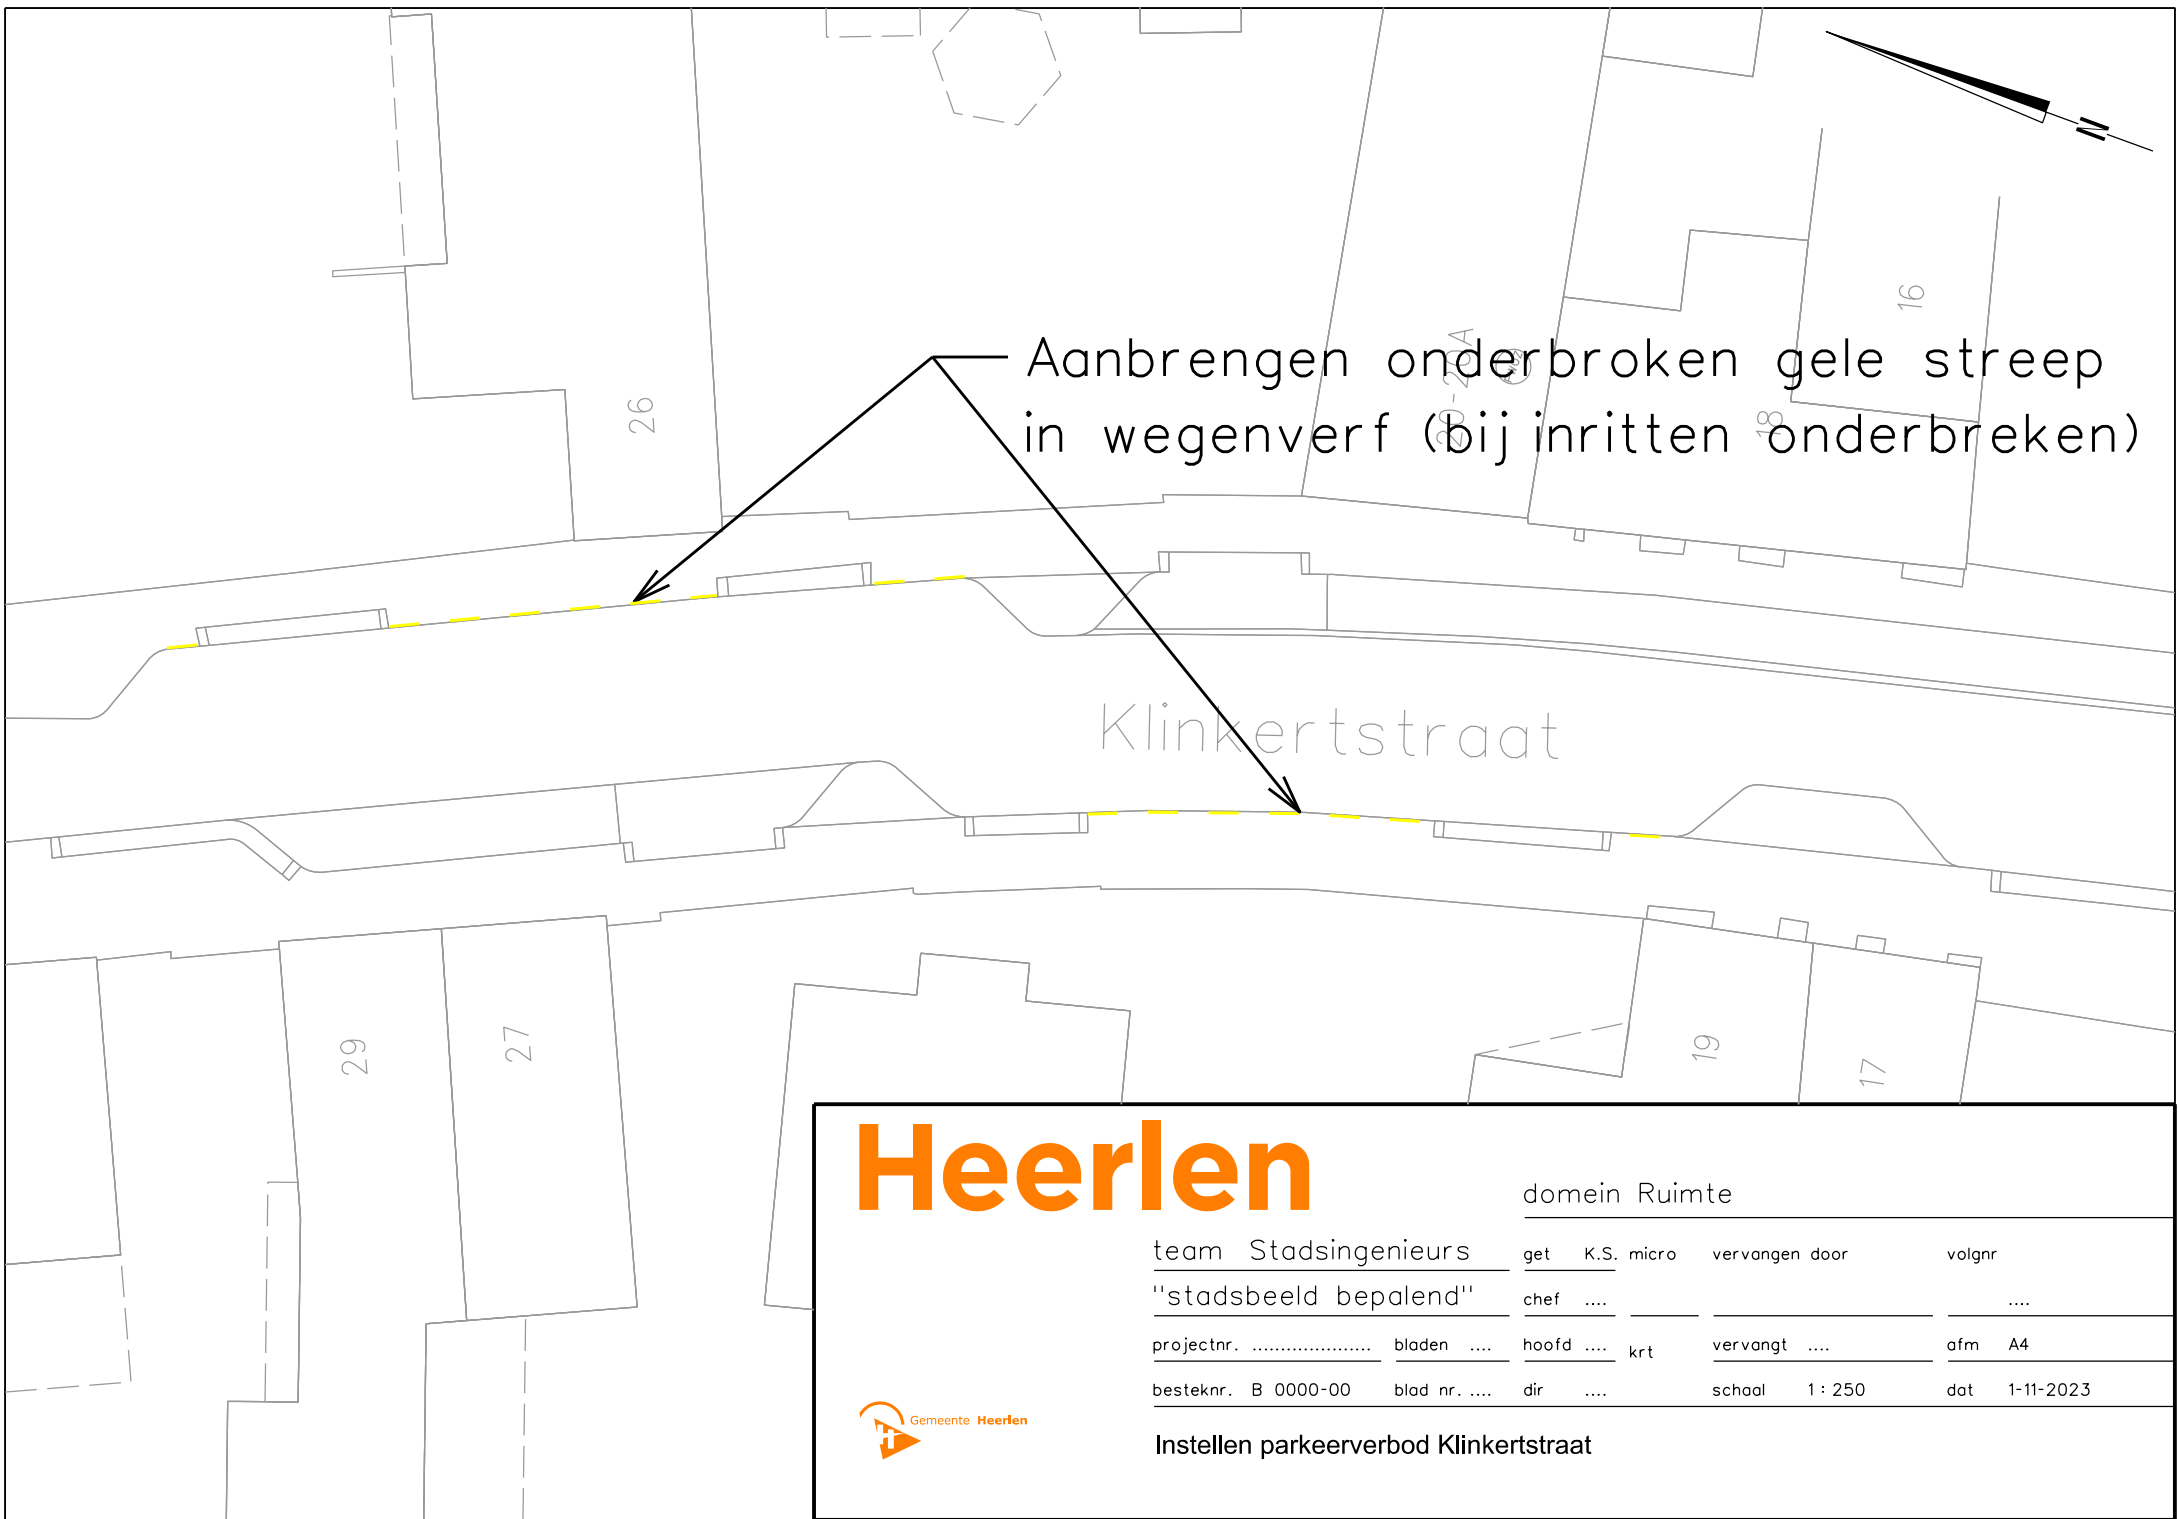 N
16
Aanbrengen onderbroken gele streep
20-20A
26
18
in wegenverf (bij inritten onderbreken)
Klinkertstraat
29
27
19
17
Heerlen
domein Ruimte
team Stadsingenieurs
get K.S. micro vervangen door volgnr
"stadsbeeld bepalend"
chef .... ....
projectnr. ..................... bladen .... hoofd .... krt vervangt .... afm A4
besteknr. B 0000-00 blad nr. .... dir .... schaal 1 : 250 dat 1-11-2023
Gemeente Heerlen
Instellen parkeerverbod Klinkertstraat